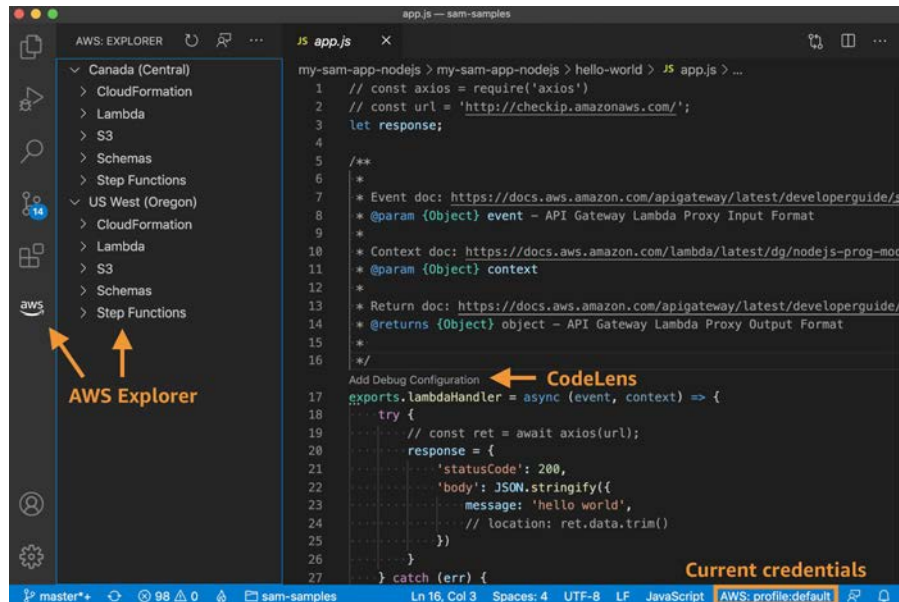 app.js — sam-samples
AWS: EXPLORER
JS app.js
my-sam-app-nodejs > my-sam-app-nodejs > hello-world > JS app.js > ...
Canada (Central)
> CloudFormation
> Lambda
> S3
> Schemas
> Step Functions
US West (Oregon)
> CloudFormation
> Lambda
> S3
> Schemas
> Step Functions
14
aws
AWS Explorer
1 // const axios = require('axios')
2 // const url = 'http://checkip.amazonaws.com/';
3 let response;
4
5 /**
6 *
7 * Event doc: https://docs.aws.amazon.com/apigateway/latest/developerguide/s
8 * @param {Object} event - API Gateway Lambda Proxy Input Format
9 *
10 * Context doc: https://docs.aws.amazon.com/lambda/latest/dg/nodejs-prog-mod
11 * @param {Object} context
12 *
13 * Return doc: https://docs.aws.amazon.com/apigateway/latest/developerguide/
14 * @returns {Object} object - API Gateway Lambda Proxy Output Format
15 *
16 */
Add Debug Configuration
CodeLens
17 exports.lambdaHandler = async (event, context) => {
18 try {
19 // const ret = await axios(url);
20 response = {
21 'statusCode': 200,
22 'body': JSON.stringify({
23 message: 'hello world',
24 // location: ret.data.trim()
25 })
26 }
27 } catch (err) {
Current credentials
master*+ 98 0 sam-samples Ln 16, Col 3 Spaces: 4 UTF-8 LF JavaScript AWS: profile:default